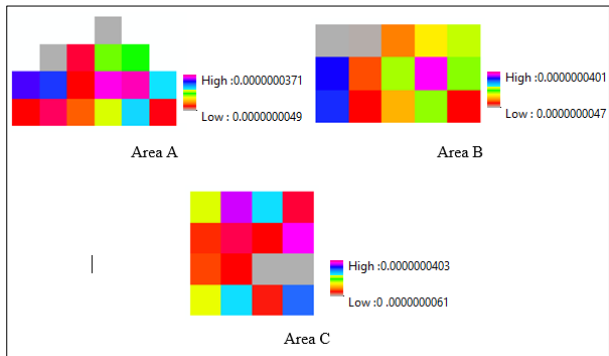 High :0.0000000371
Low : 0.0000000049
Area A
High :0.0000000401
Low : 0.0000000047
Area B
High :0.0000000403
Low :0 .0000000061
Area C